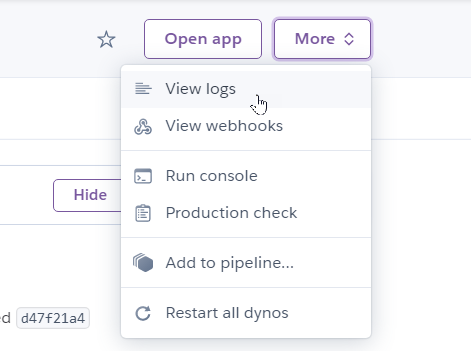 Open app
More
View logs
View webhooks
Run console
Hide
Production check
Add to pipeline...
Restart all dynos
ed d47f21a4